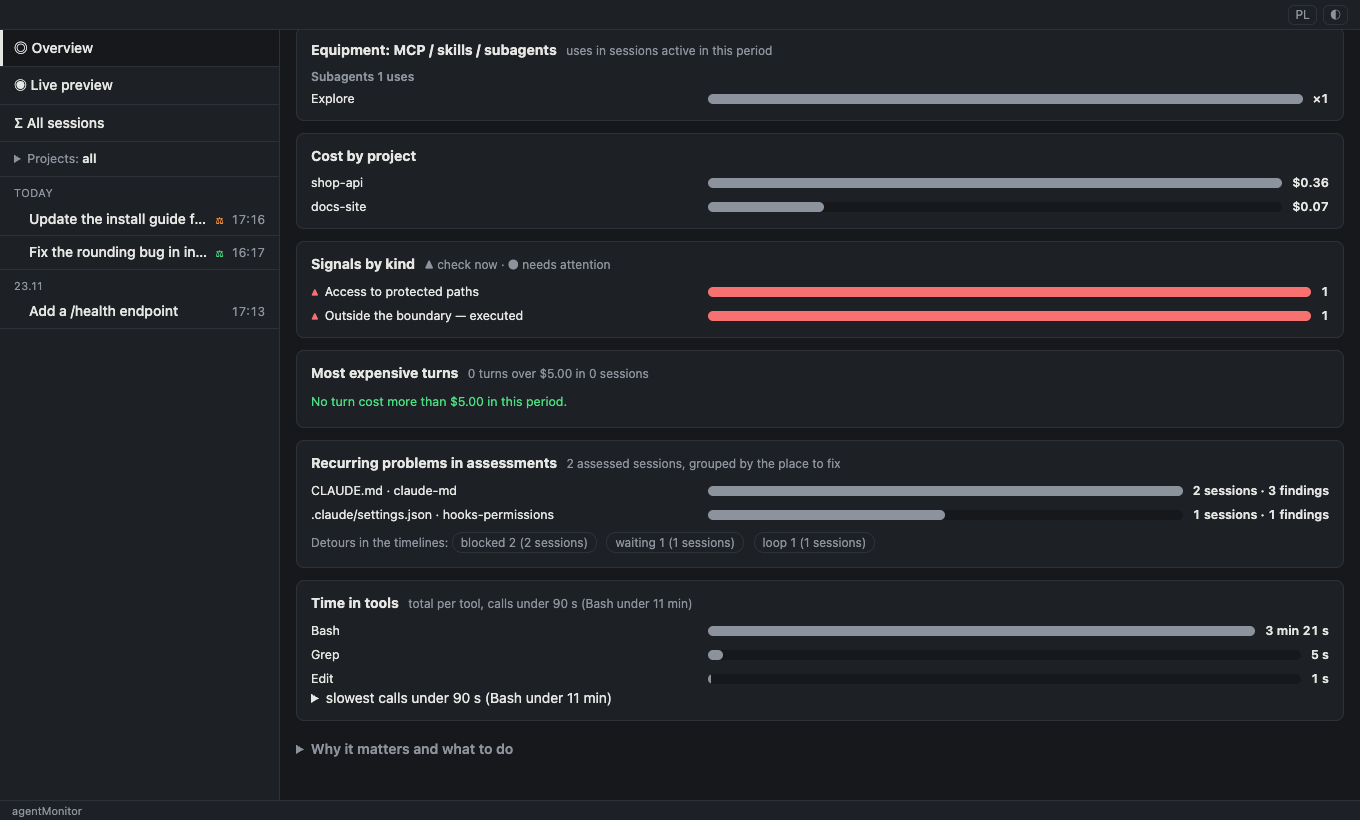 PL
Overview
Live preview
Σ All sessions
Projects: all
TODAY
Update the install guide f... 17:16
Fix the rounding bug in in... 16:17
23.11
Add a /health endpoint 17:13
Equipment: MCP / skills / subagents uses in sessions active in this period
Subagents 1 uses
Explore ×1
Cost by project
shop-api $0.36
docs-site $0.07
Signals by kind ▲ check now · ● needs attention
▲ Access to protected paths 1
▲ Outside the boundary — executed 1
Most expensive turns 0 turns over $5.00 in 0 sessions
No turn cost more than $5.00 in this period.
Recurring problems in assessments 2 assessed sessions, grouped by the place to fix
CLAUDE.md · claude-md 2 sessions · 3 findings
.claude/settings.json · hooks-permissions 1 sessions · 1 findings
Detours in the timelines: blocked 2 (2 sessions) waiting 1 (1 sessions) loop 1 (1 sessions)
Time in tools total per tool, calls under 90 s (Bash under 11 min)
Bash 3 min 21 s
Grep 5 s
Edit 1 s
▶ slowest calls under 90 s (Bash under 11 min)
▶ Why it matters and what to do
agentMonitor